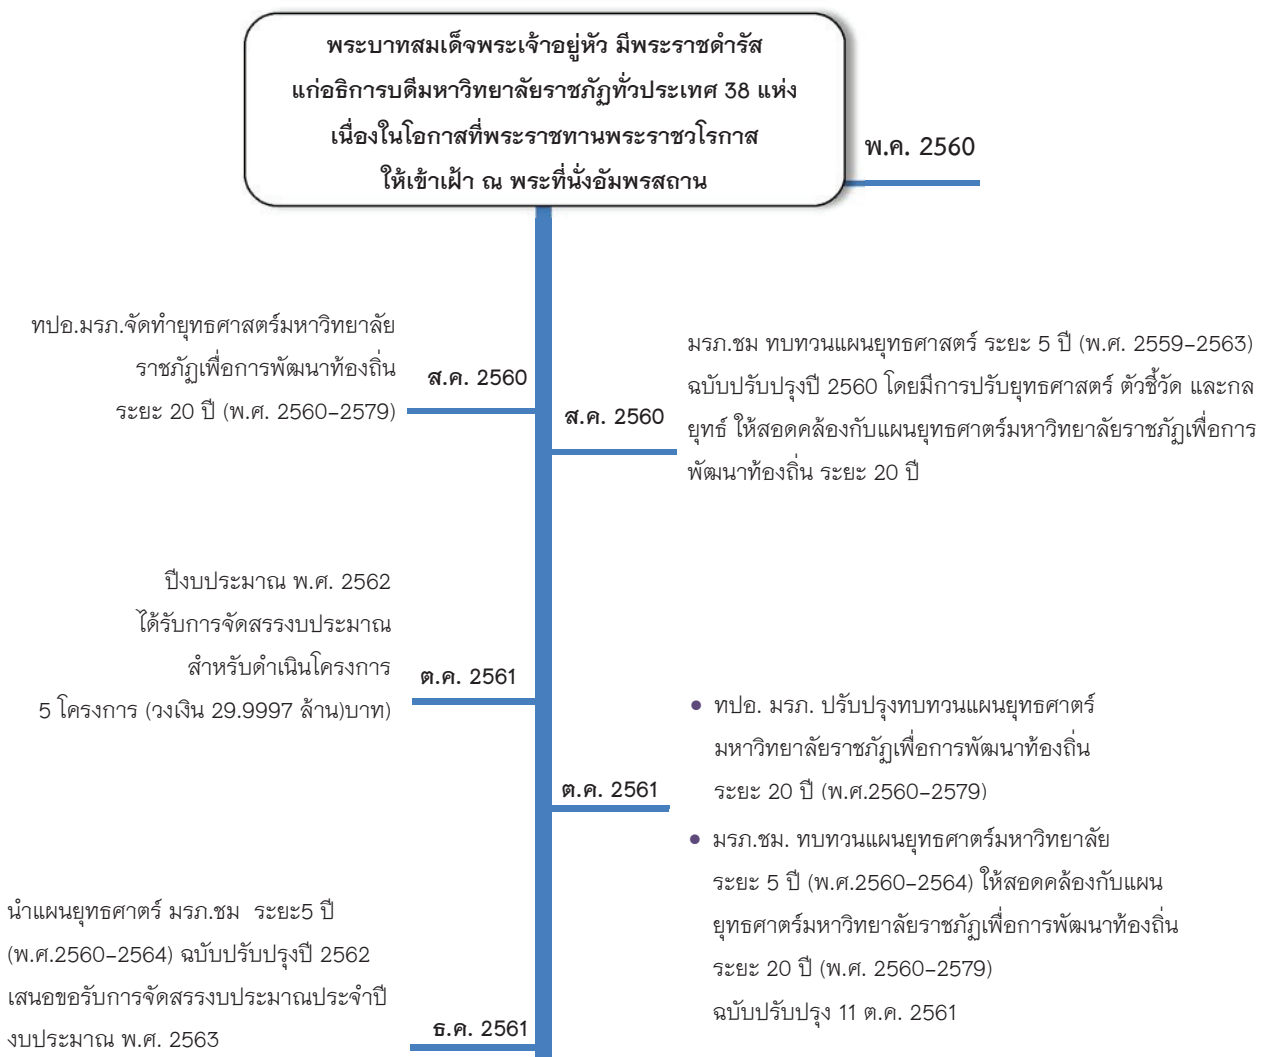 พระบาทสมเด็จพระเจ้าอยู่หัว มีพระราชดำรัส
แก่อธิการบดีมหาวิทยาลัยราชภัฏทั่วประเทศ 38 แห่ง
เนื่องในโอกาสที่พระราชทานพระราชวโรกาส
ให้เข้าเฝ้า ณ พระที่นั่งอัมพรสถาน
พ.ค. 2560
ทปอ.มรภ.จัดทำยุทธศาสตร์มหาวิทยาลัย
ราชภัฏเพื่อการพัฒนาท้องถิ่น
ระยะ 20 ปี (พ.ศ. 2560–2579)
ส.ค. 2560
ส.ค. 2560
มรภ.ชม ทบทวนแผนยุทธศาสตร์ ระยะ 5 ปี (พ.ศ. 2559–2563)
ฉบับปรับปรุงปี 2560 โดยมีการปรับยุทธศาสตร์ ตัวชี้วัด และกล
ยุทธ์ ให้สอดคล้องกับแผนยุทธศาตร์มหาวิทยาลัยราชภัฏเพื่อการ
พัฒนาท้องถิ่น ระยะ 20 ปี
ปีงบประมาณ พ.ศ. 2562
ได้รับการจัดสรรงบประมาณ
สำหรับดำเนินโครงการ
5 โครงการ (วงเงิน 29.9997 ล้าน)บาท)
ต.ค. 2561
ต.ค. 2561
• ทปอ. มรภ. ปรับปรุงทบทวนแผนยุทธศาตร์
มหาวิทยาลัยราชภัฏเพื่อการพัฒนาท้องถิ่น
ระยะ 20 ปี (พ.ศ.2560–2579)
• มรภ.ชม. ทบทวนแผนยุทธศาตร์มหาวิทยาลัย
ระยะ 5 ปี (พ.ศ.2560–2564) ให้สอดคล้องกับแผน
ยุทธศาตร์มหาวิทยาลัยราชภัฏเพื่อการพัฒนาท้องถิ่น
ระยะ 20 ปี (พ.ศ. 2560–2579)
ฉบับปรับปรุง 11 ต.ค. 2561
นำแผนยุทธศาตร์ มรภ.ชม ระยะ5 ปี
(พ.ศ.2560–2564) ฉบับปรับปรุงปี 2562
เสนอขอรับการจัดสรรงบประมาณประจำปี
งบประมาณ พ.ศ. 2563
ธ.ค. 2561